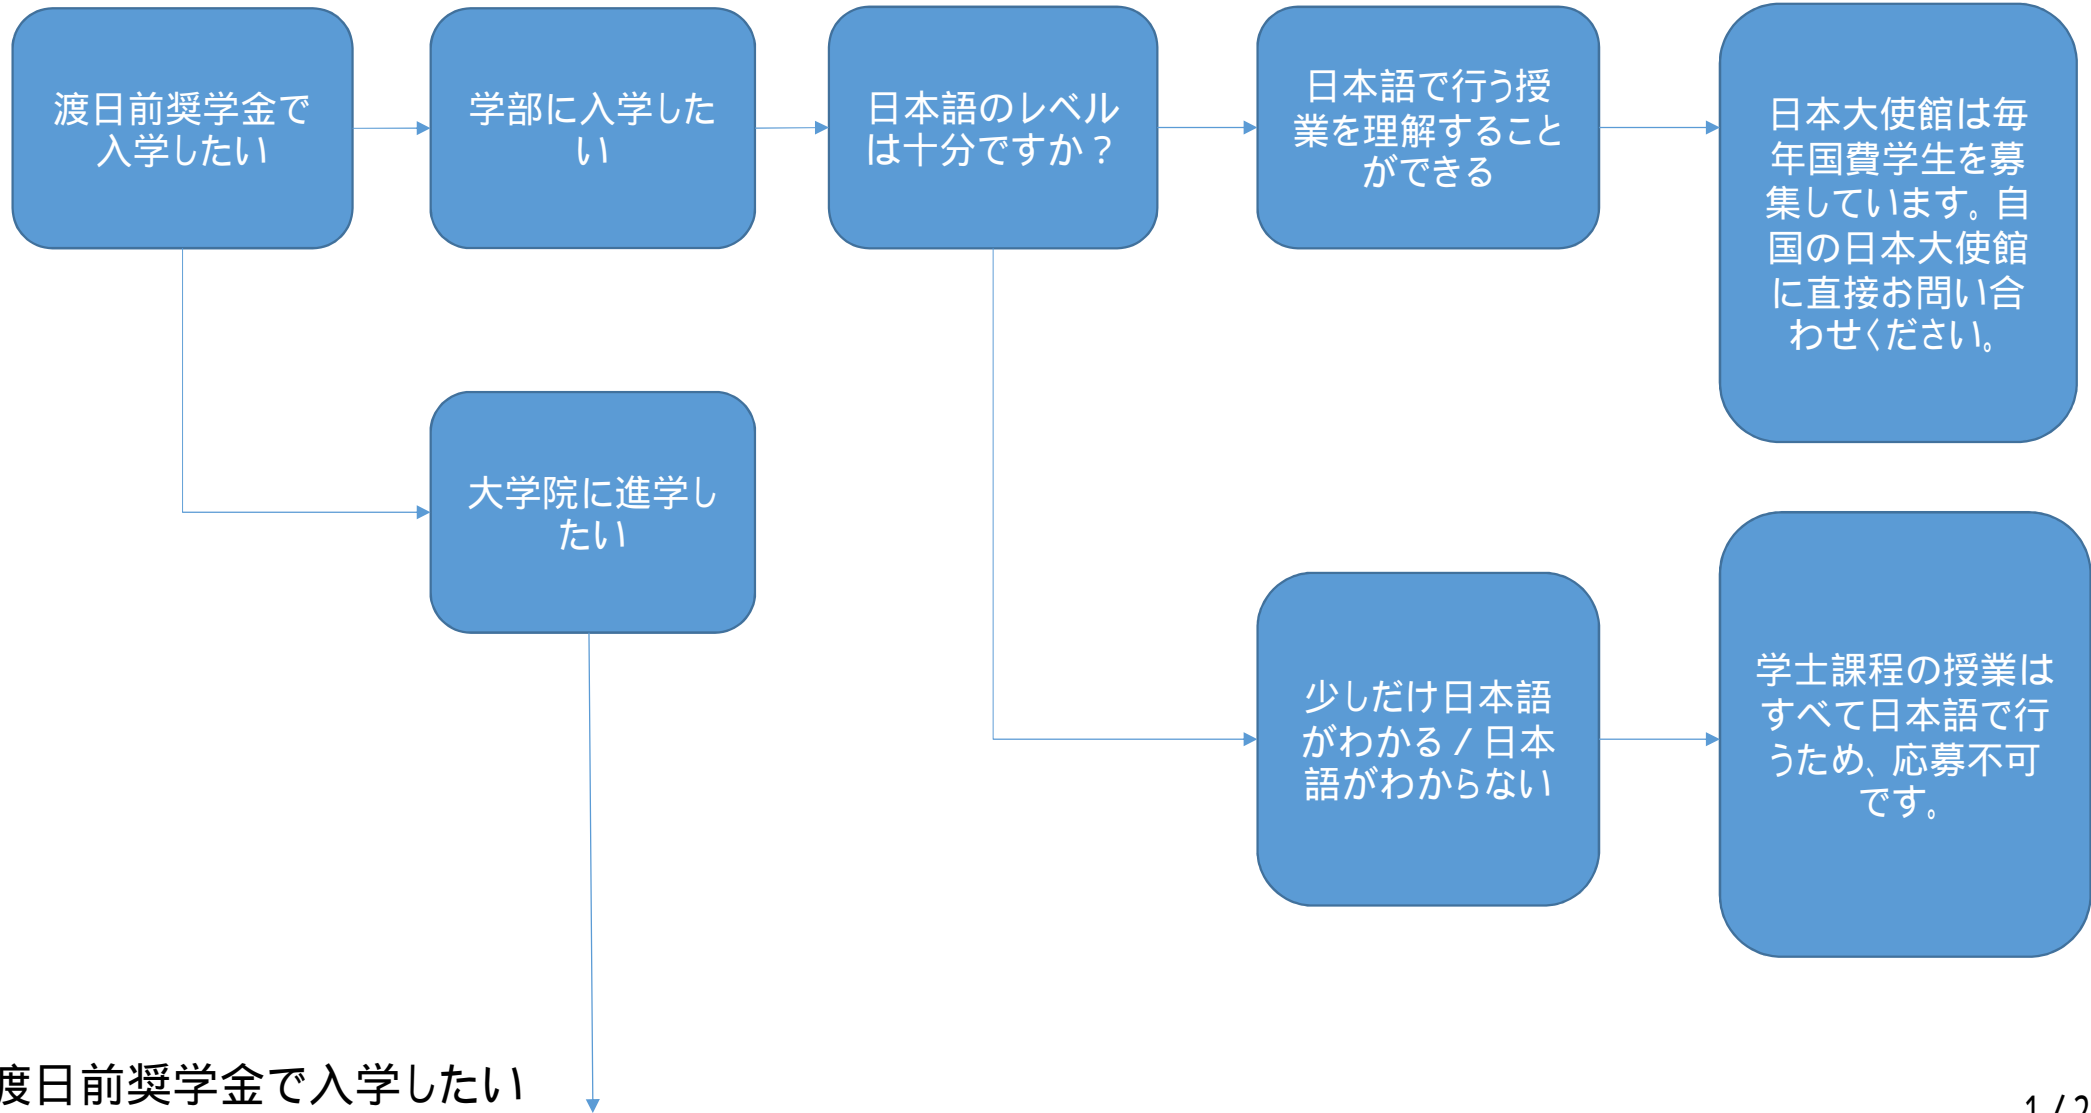 渡日前奨学金で
入学したい
学部に入学した
い
日本語のレベル
は十分ですか？
日本語で行う授
業を理解すること
ができる
日本大使館は毎
年国費学生を募
集しています。自
国の日本大使館
に直接お問い合
わせください。
大学院に進学し
たい
少しだけ日本語
がわかる / 日本
語がわからない
学士課程の授業は
すべて日本語で行
うため、応募不可
です。
渡日前奨学金で入学したい
1 / 2